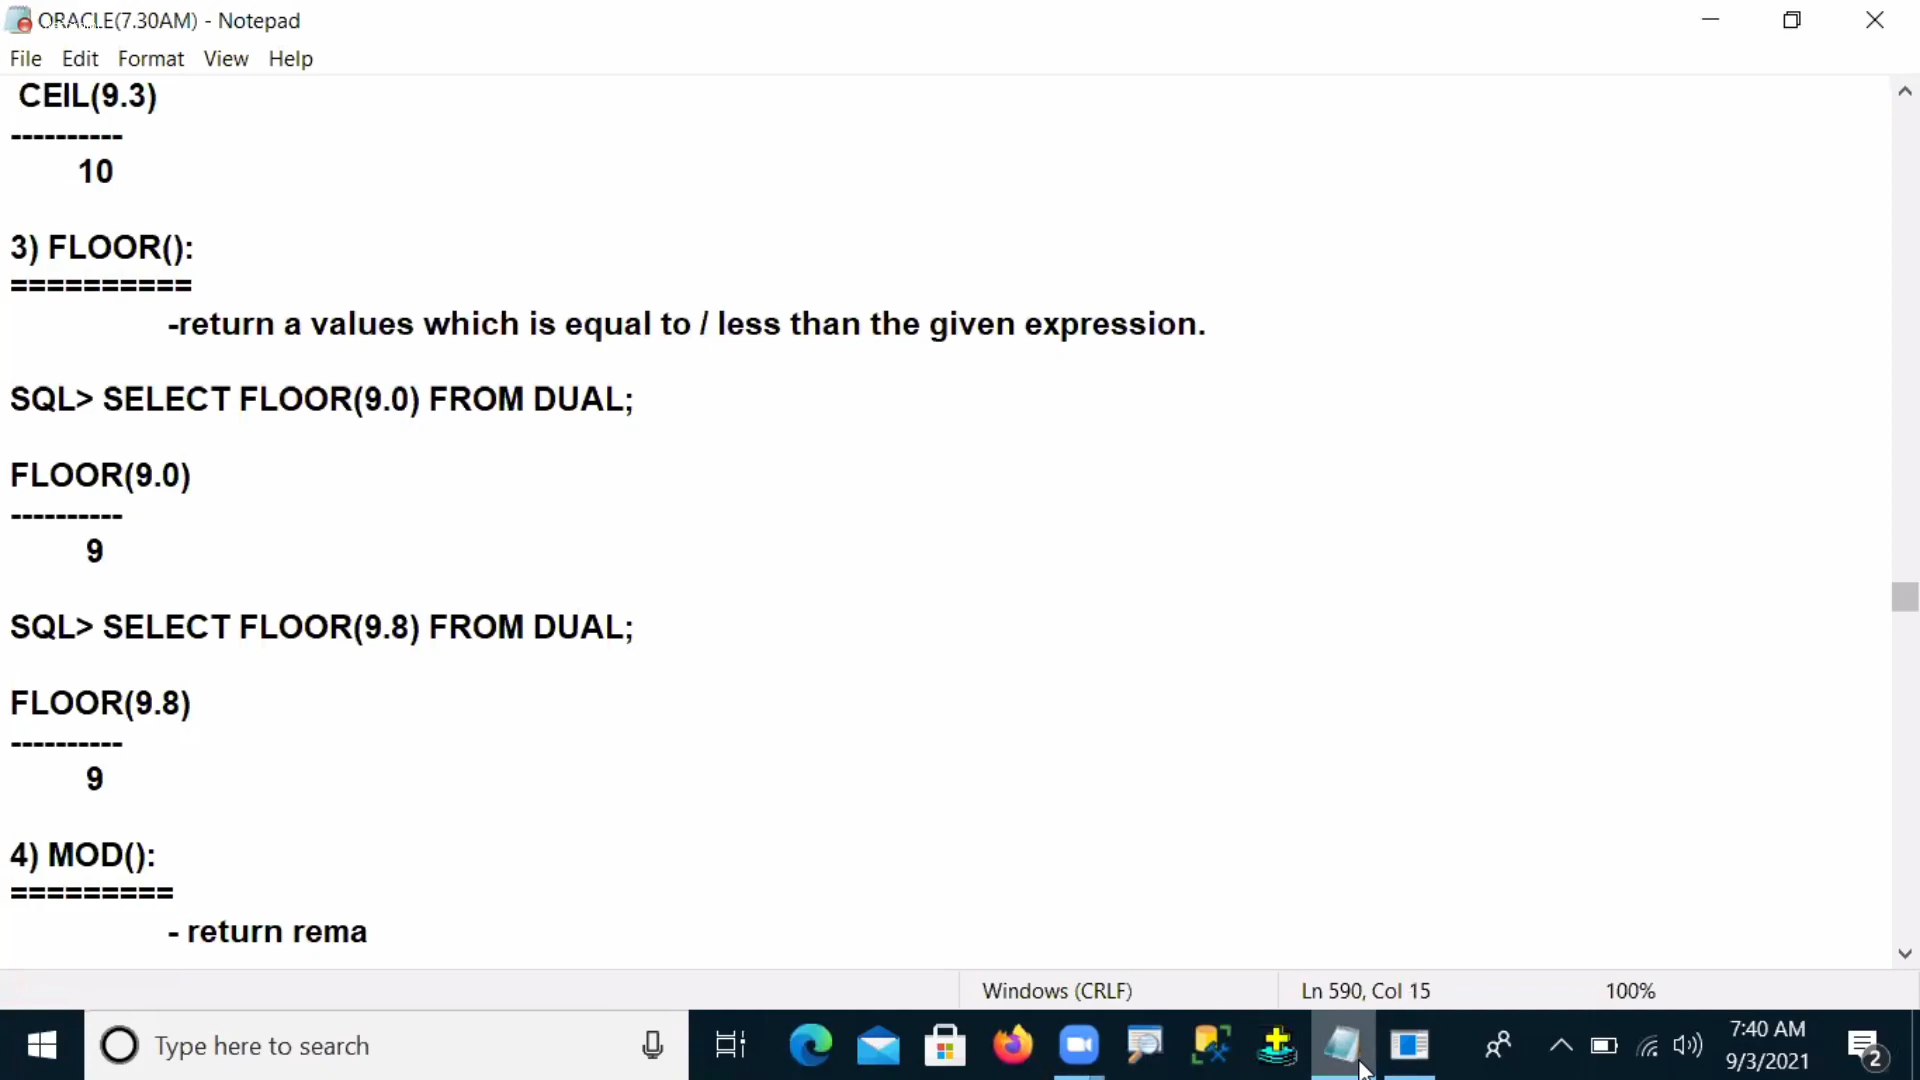 ORACLE(7.30AM) - Notepad
File Edit Format View Help
CEIL(9.3)
----------
10
3) FLOOR():
==========
-return a values which is equal to / less than the given expression.
SQL> SELECT FLOOR(9.0) FROM DUAL;
FLOOR(9.0)
----------
9
SQL> SELECT FLOOR(9.8) FROM DUAL;
FLOOR(9.8)
----------
9
4) MOD():
=========
- return rema
Windows (CRLF) Ln 590, Col 15 100%
Type here to search
7:40 AM
9/3/2021
2